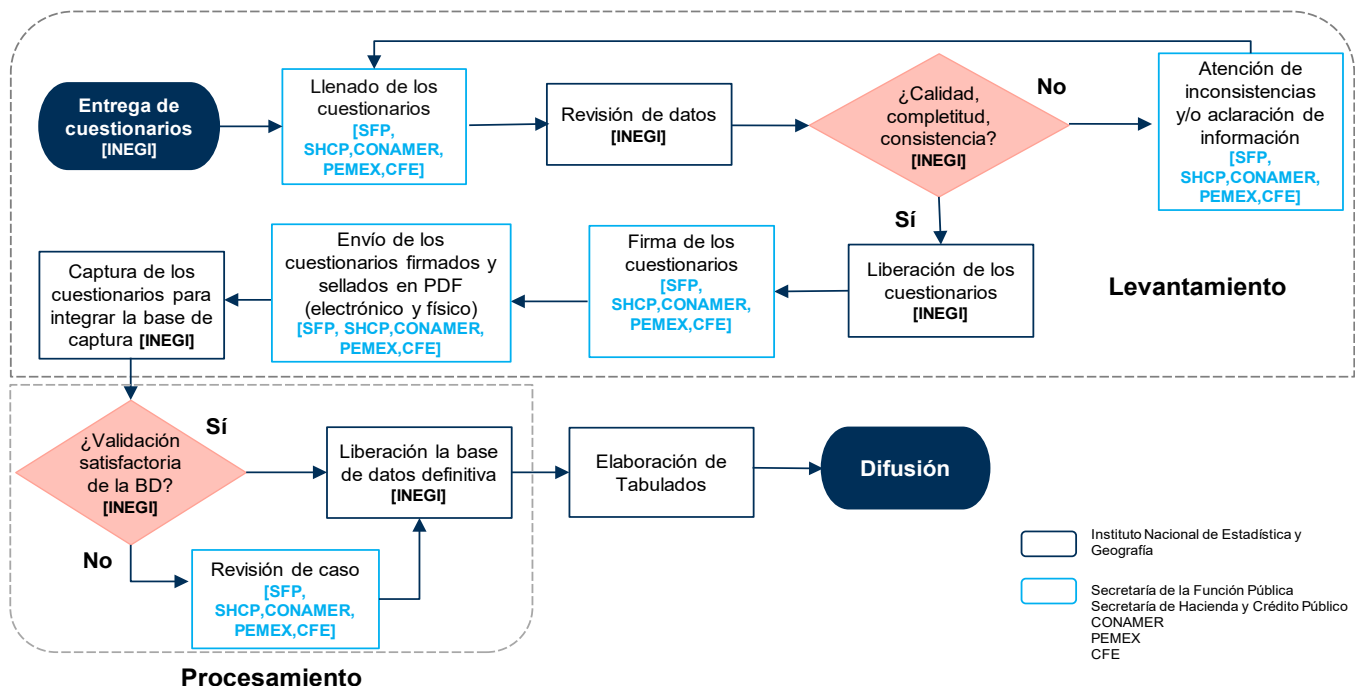 Entrega de
cuestionarios
[INEGI]
Llenado de los
cuestionarios
[SFP,
SHCP,CONAMER,
PEMEX,CFE]
Revisión de datos
[INEGI]
¿Calidad,
completitud,
consistencia?
[INEGI]
No
Atención de
inconsistencias
y/o aclaración de
información
[SFP,
SHCP,CONAMER,
PEMEX,CFE]
Sí
Captura de los
cuestionarios para
integrar la base de
captura [INEGI]
Envío de los
cuestionarios firmados y
sellados en PDF
(electrónico y físico)
[SFP, SHCP,CONAMER,
PEMEX,CFE]
Firma de los
cuestionarios
[SFP,
SHCP,CONAMER,
PEMEX,CFE]
Liberación de los
cuestionarios
[INEGI]
Levantamiento
¿Validación
satisfactoria
de la BD?
[INEGI]
Sí
Liberación la base
de datos definitiva
[INEGI]
Elaboración de
Tabulados
Difusión
No
Revisión de caso
[SFP,
SHCP,CONAMER,
PEMEX,CFE]
Procesamiento
Instituto Nacional de Estadística y
Geografía
Secretaría de la Función Pública
Secretaría de Hacienda y Crédito Público
CONAMER
PEMEX
CFE